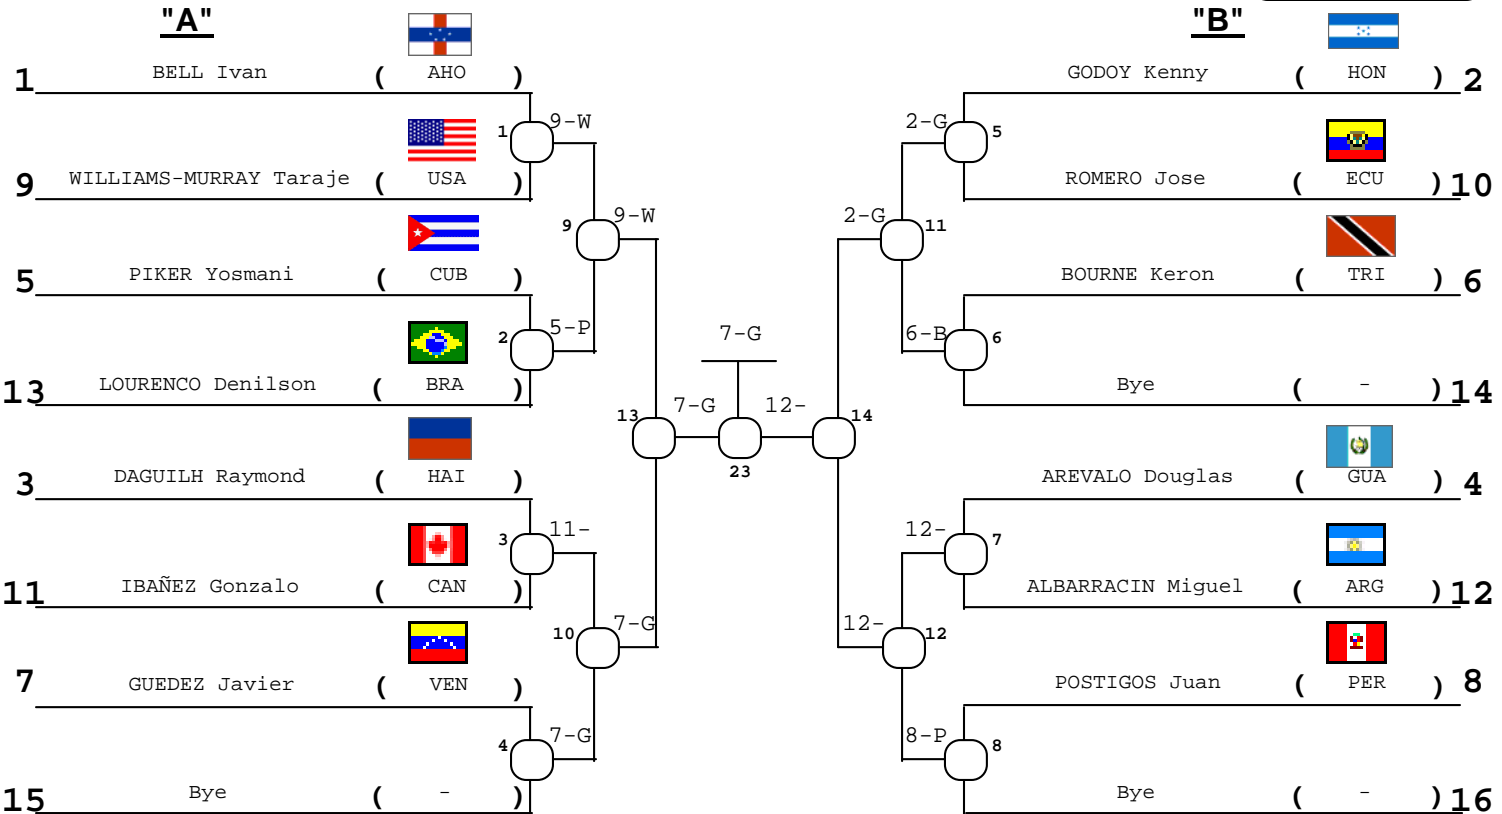 "A" "B"
1 BELL Ivan ( AHO ) GODOY Kenny ( HON ) 2
1 9-W 2-G 5
9 WILLIAMS-MURRAY Taraje ( USA ) ROMERO Jose ( ECU ) 10
9 9-W 2-G 11
5 PIKER Yosmani ( CUB ) BOURNE Keron ( TRI ) 6
2 5-P 7-G 6-B 6
13 LOURENCO Denilson ( BRA ) Bye ( - ) 14
13 7-G 12- 14
23
3 DAGUILH Raymond ( HAI ) AREVALO Douglas ( GUA ) 4
3 11- 12- 7
11 IBAÑEZ Gonzalo ( CAN ) ALBARRACIN Miguel ( ARG ) 12
10 7-G 12- 12
7 GUEDEZ Javier ( VEN ) POSTIGOS Juan ( PER ) 8
4 7-G 8-P 8
15 Bye ( - ) Bye ( - ) 16